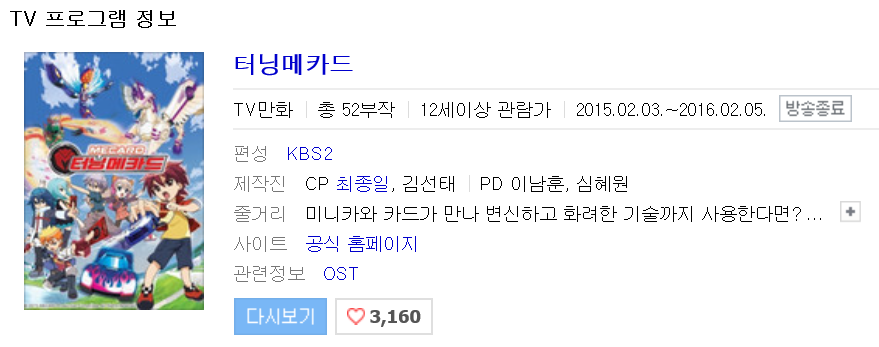 TV 프로그램 정보
MECARD
터닝메카드
터닝메카드
TV만화 총 52부작 12세이상 관람가 2015.02.03.~2016.02.05. 방송종료
편성 KBS2
제작진 CP 최종일, 김선태 PD 이남훈, 심혜원
줄거리 미니카와 카드가 만나 변신하고 화려한 기술까지 사용한다면? ...
사이트 공식 홈페이지
관련정보 OST
다시보기 3,160